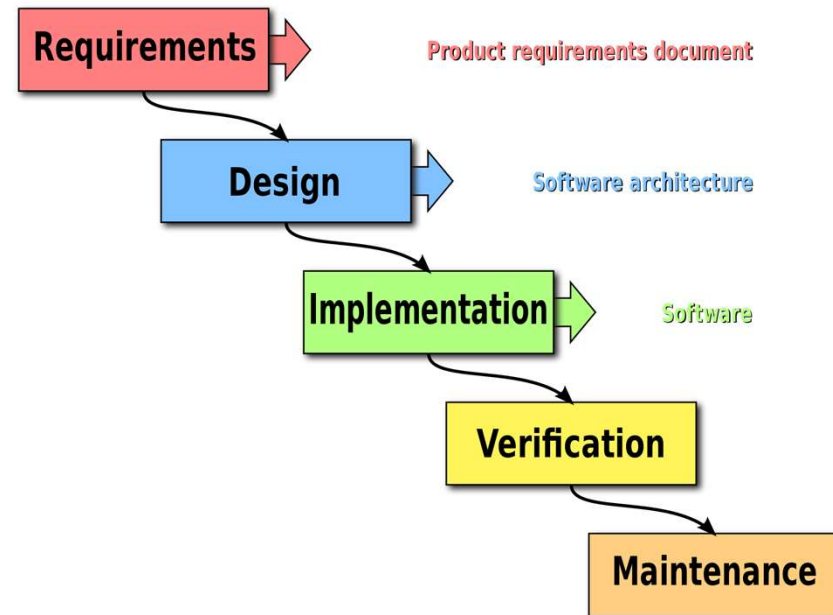 Requirements
Product requirements document
Design
Software architecture
Implementation
Software
Verification
Maintenance